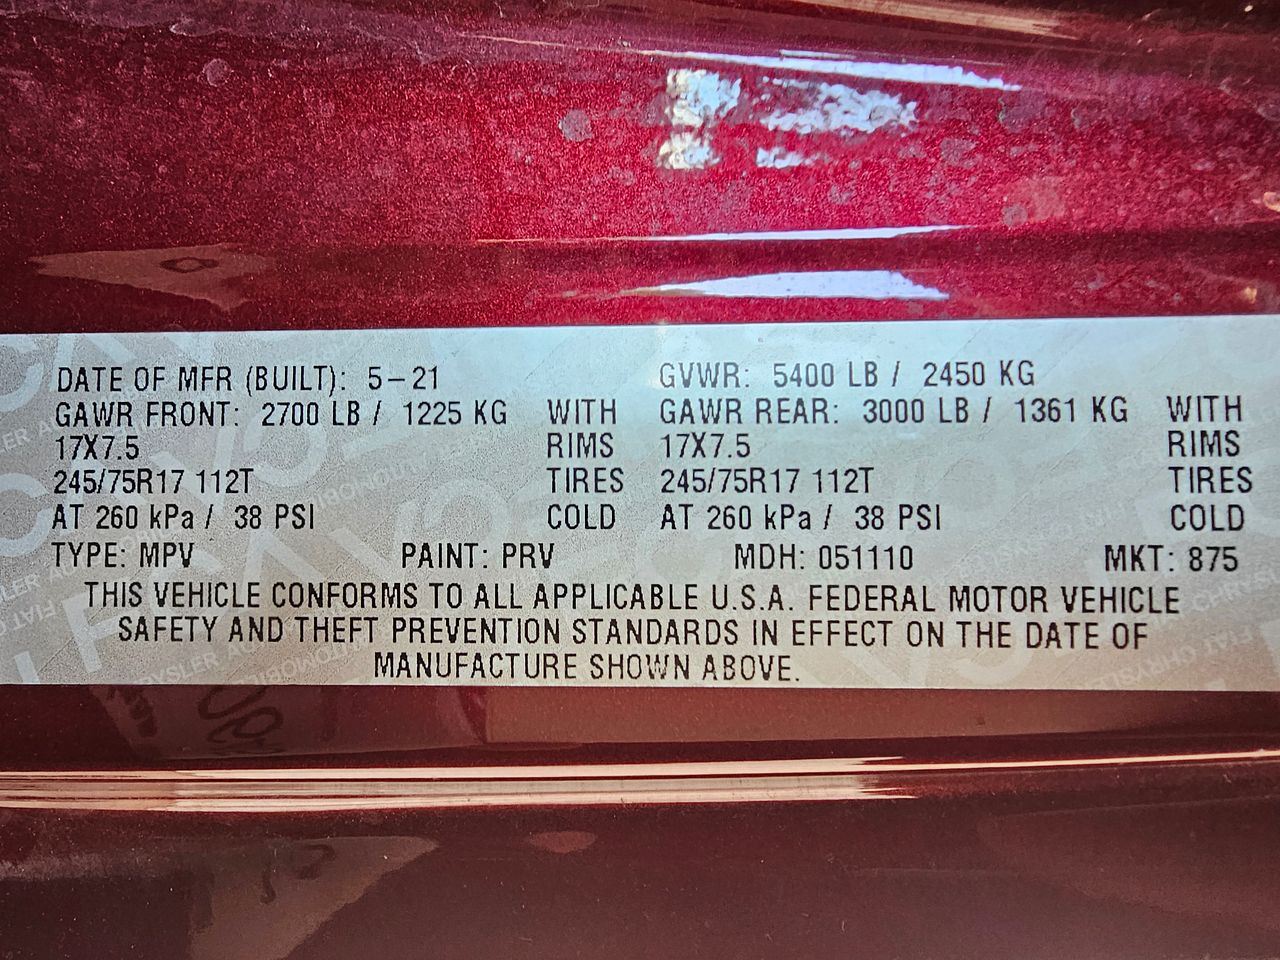 DATE OF MFR (BUILT): 5-21 GVWR: 5400 LB / 2450 KG
GAWR FRONT: 2700 LB / 1225 KG WITH GAWR REAR: 3000 LB / 1361 KG WITH
17X7.5 RIMS 17X7.5 RIMS
245/75R17 112T TIRES 245/75R17 112T TIRES
AT 260 kPa / 38 PSI COLD AT 260 kPa / 38 PSI COLD
TYPE: MPV PAINT: PRV MDH: 051110 MKT: 875
THIS VEHICLE CONFORMS TO ALL APPLICABLE U.S.A. FEDERAL MOTOR VEHICLE
SAFETY AND THEFT PREVENTION STANDARDS IN EFFECT ON THE DATE OF
MANUFACTURE SHOWN ABOVE.